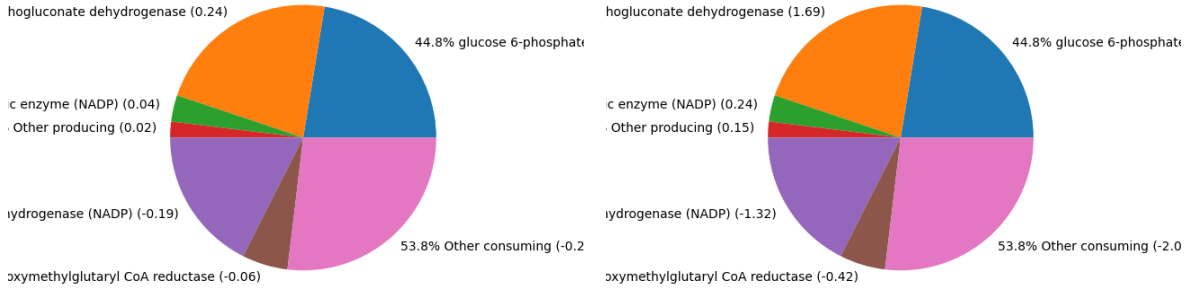 hogluconate dehydrogenase (0.24)
44.8% glucose 6-phosphate
ic enzyme (NADP) (0.04)
Other producing (0.02)
ydrogenase (NADP) (-0.19)
53.8% Other consuming (-0.2
oxymethylglutaryl CoA reductase (-0.06)
hogluconate dehydrogenase (1.69)
44.8% glucose 6-phosphate
ic enzyme (NADP) (0.24)
Other producing (0.15)
ydrogenase (NADP) (-1.32)
53.8% Other consuming (-2.0
oxymethylglutaryl CoA reductase (-0.42)